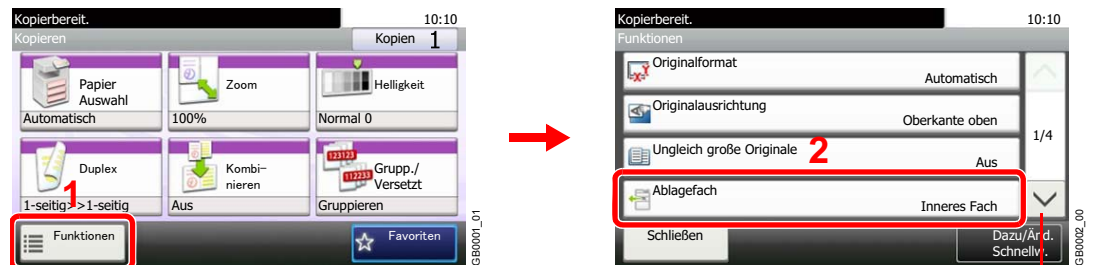 Kopierbereit. 10:10
Kopieren Kopien 1
Papier
Auswahl
Automatisch
Zoom
100%
Helligkeit
Normal 0
Duplex
1-seitig>>1-seitig
Kombi-
nieren
Aus
123123
112233
Grupp./
Versetzt
Gruppieren
1
Funktionen
Favoriten
GB0001_01
Kopierbereit. 10:10
Funktionen
Originalformat
Automatisch
Originalausrichtung
Oberkante oben
1/4
Ungleich große Originale 2
Aus
Ablagefach
Inneres Fach
Schließen
Dazu/Änd.
Schnellw.
GB0002_00